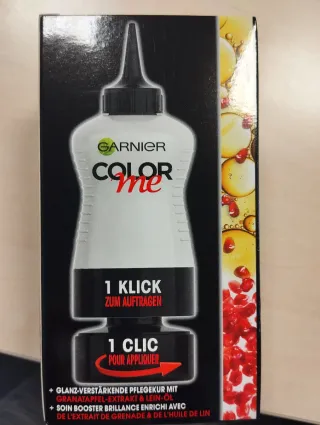 GARNIER
COLOR
me
1 KLICK
ZUM AUFTRAGEN
1 CLIC
POUR APPLIQUER
+ GLANZ-VERSTÄRKENDE PFLEGEKUR MIT
GRANATAPFEL-EXTRAKT & LEIN-ÖL
+ SOIN BOOSTER BRILLANCE ENRICHI AVEC
DE L'EXTRAIT DE GRENADE & DE L'HUILE DE LIN